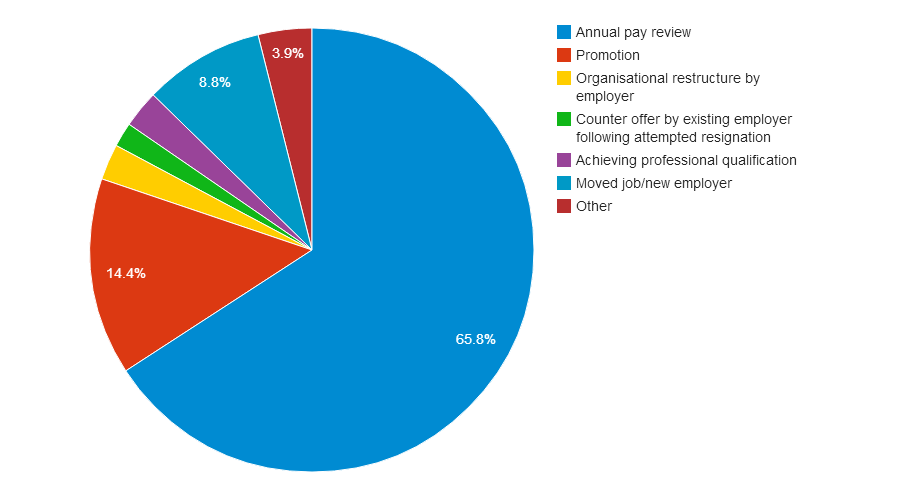 Annual pay review
Promotion
Organisational restructure by
employer
Counter offer by existing employer
following attempted resignation
Achieving professional qualification
Moved job/new employer
Other
3.9%
8.8%
14.4%
65.8%